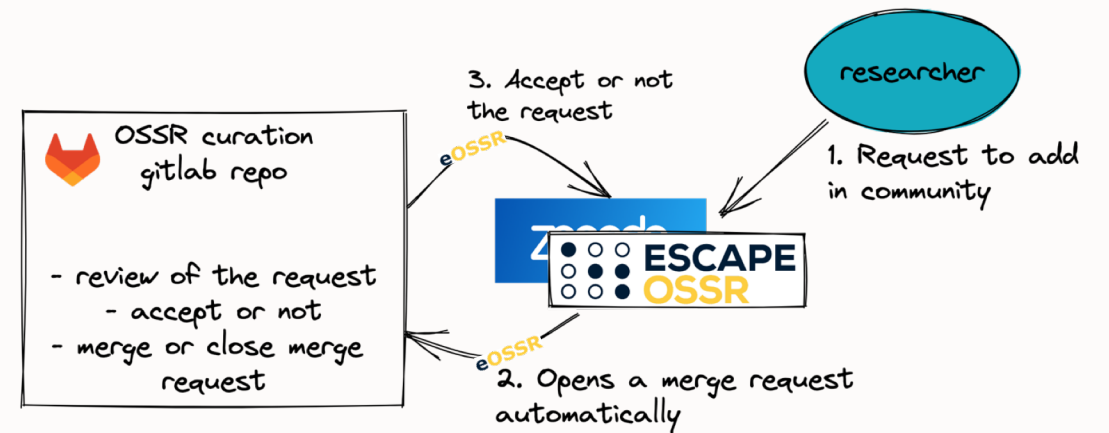 researcher
1. Request to add
in community
3. Accept or not
the request
eOSSR
OSSR curation
gitlab repo
- review of the request
- accept or not
- merge or close merge
request
ESCAPE
OSSR
eOSSR
2. Opens a merge request
automatically